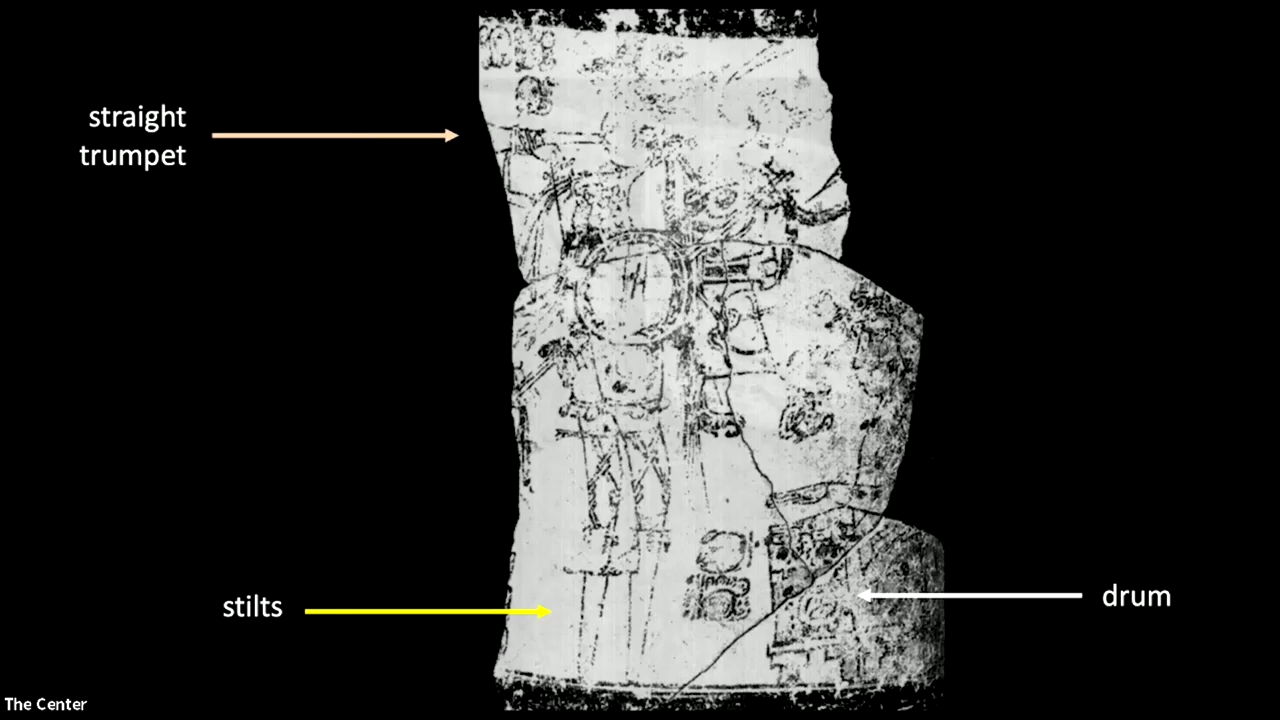 straight
trumpet
stilts
drum
The Center